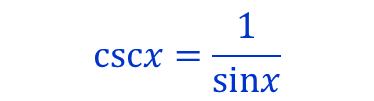 cscx = 1/sinx